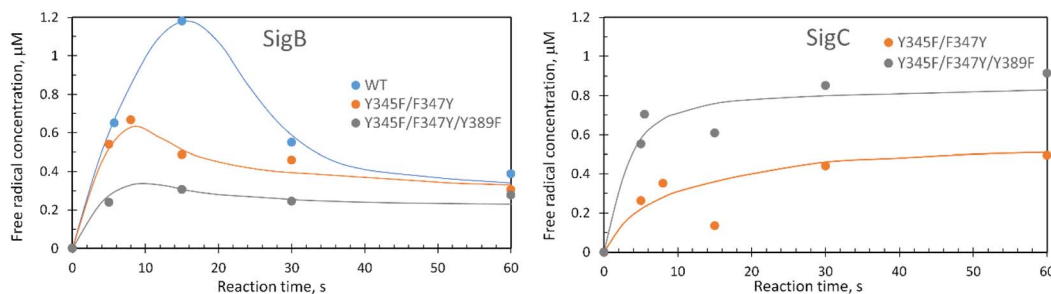 SigB
Free radical concentration, µM
1.2
1
0.8
0.6
0.4
0.2
0
WT
Y345F/F347Y
Y345F/F347Y/Y389F
0 10 20 30 40 50 60
Reaction time, s
SigC
Free radical concentration, µM
1.2
1
0.8
0.6
0.4
0.2
0
Y345F/F347Y
Y345F/F347Y/Y389F
0 10 20 30 40 50 60
Reaction time, s